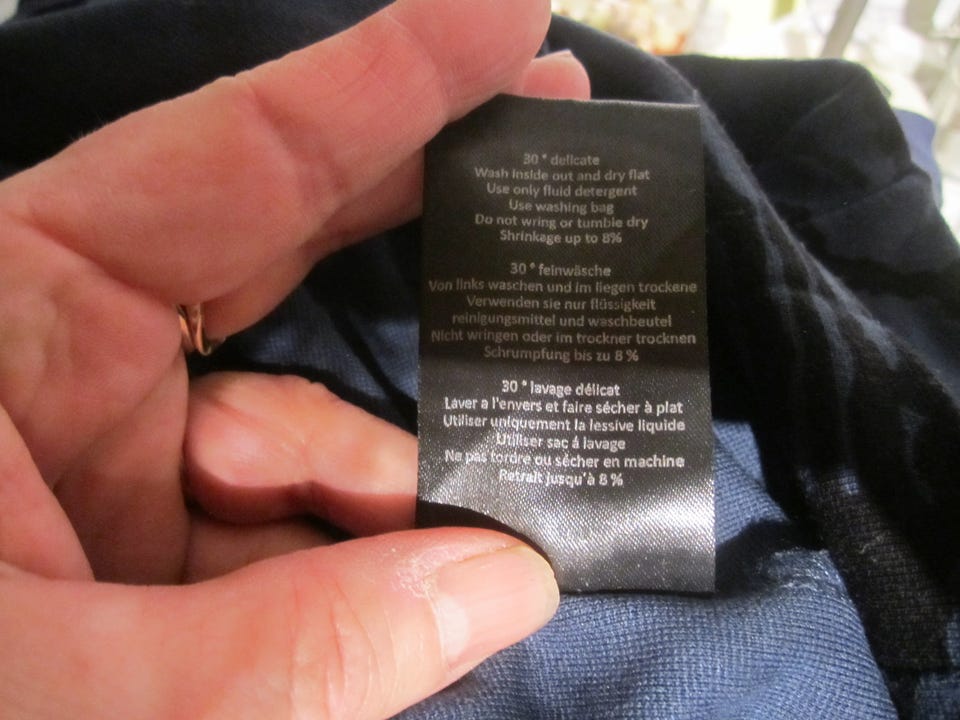 30 ° delicate
Wash inside out and dry flat
Use only fluid detergent
Use washing bag
Do not wring or tumble dry
Shrinkage up to 8%
30 ° feinwäsche
Von links waschen und im liegen trockene
Verwenden sie nur flüssigkeit
reinigungsmittel und waschbeutel
Nicht wringen oder im trockner trocknen
Schrumpfung bis zu 8 %
30 ° lavage délicat
Laver a l'envers et faire sécher à plat
Utiliser uniquement la lessive liquide
Utiliser sac á lavage
Ne pas tordre ou sécher en machine
Retrait jusqu'à 8 %